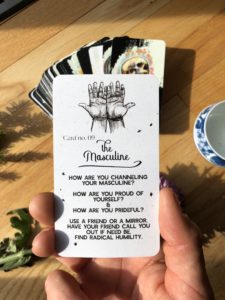 Card no. 09
the
Masculine
HOW ARE YOU CHANNELING
YOUR MASCULINE?
HOW ARE YOU PROUD OF
YOURSELF?
&
HOW ARE YOU PRIDEFUL?
USE A FRIEND OR A MIRROR.
HAVE YOUR FRIEND CALL YOU
OUT IF NEED BE.
FIND RADICAL HUMILITY.